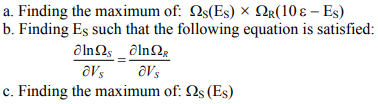 a. Finding the maximum of: Ωs(Es) × ΩR(10 ε – Es)
b. Finding Es such that the following equation is satisfied:
∂lnΩs / ∂Vs = ∂lnΩR / ∂Vs
c. Finding the maximum of: Ωs (Es)